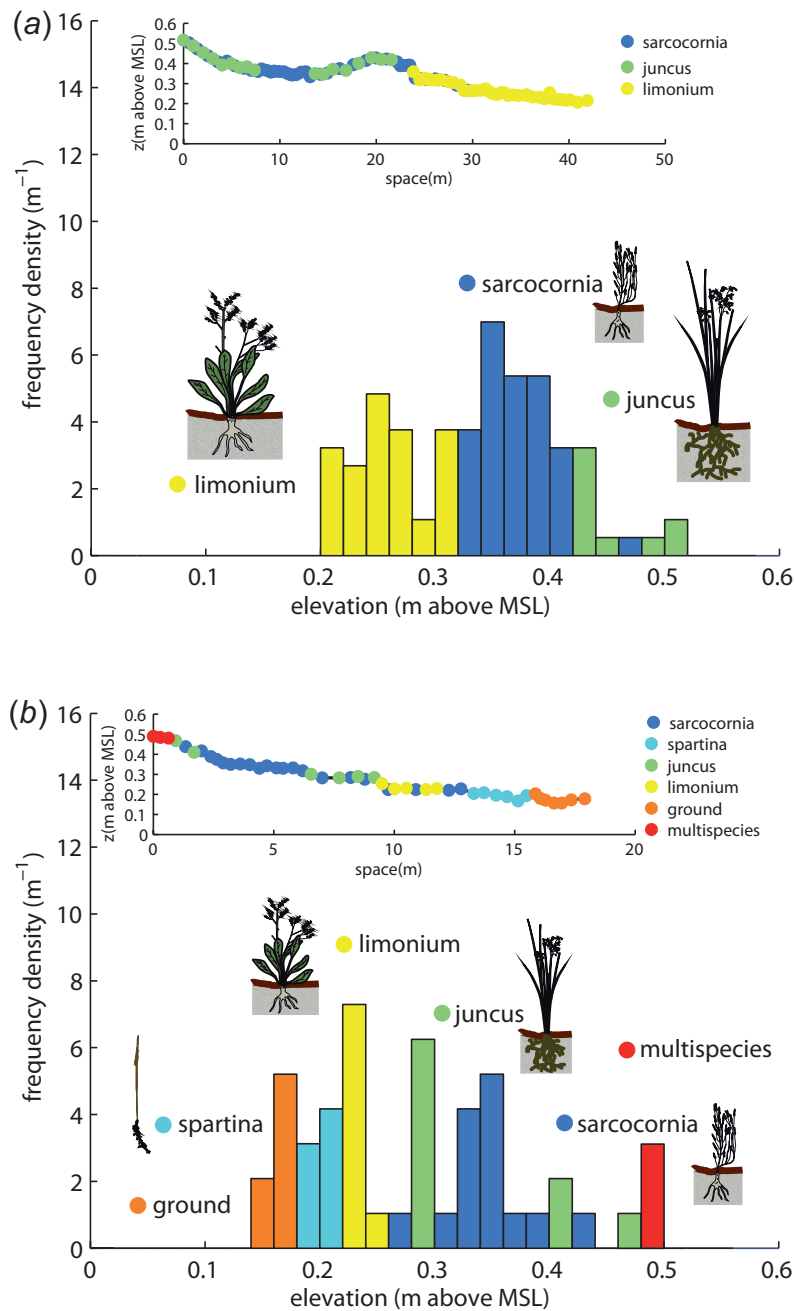 (a)
16
14
12
10
8
6
4
2
0
frequency density (m⁻¹)
0.6
0.5
0.4
0.3
0.2
0.1
0
z(m above MSL)
0 10 20 30 40 50
space(m)
sarcocornia
juncus
limonium
sarcocornia
juncus
limonium
0 0.1 0.2 0.3 0.4 0.5 0.6
elevation (m above MSL)
(b)
16
14
12
10
8
6
4
2
0
frequency density (m⁻¹)
0.6
0.5
0.4
0.3
0.2
0.1
0
z(m above MSL)
0 5 10 15 20
space(m)
sarcocornia
spartina
juncus
limonium
ground
multispecies
limonium
juncus
multispecies
spartina
sarcocornia
ground
0 0.1 0.2 0.3 0.4 0.5 0.6
elevation (m above MSL)